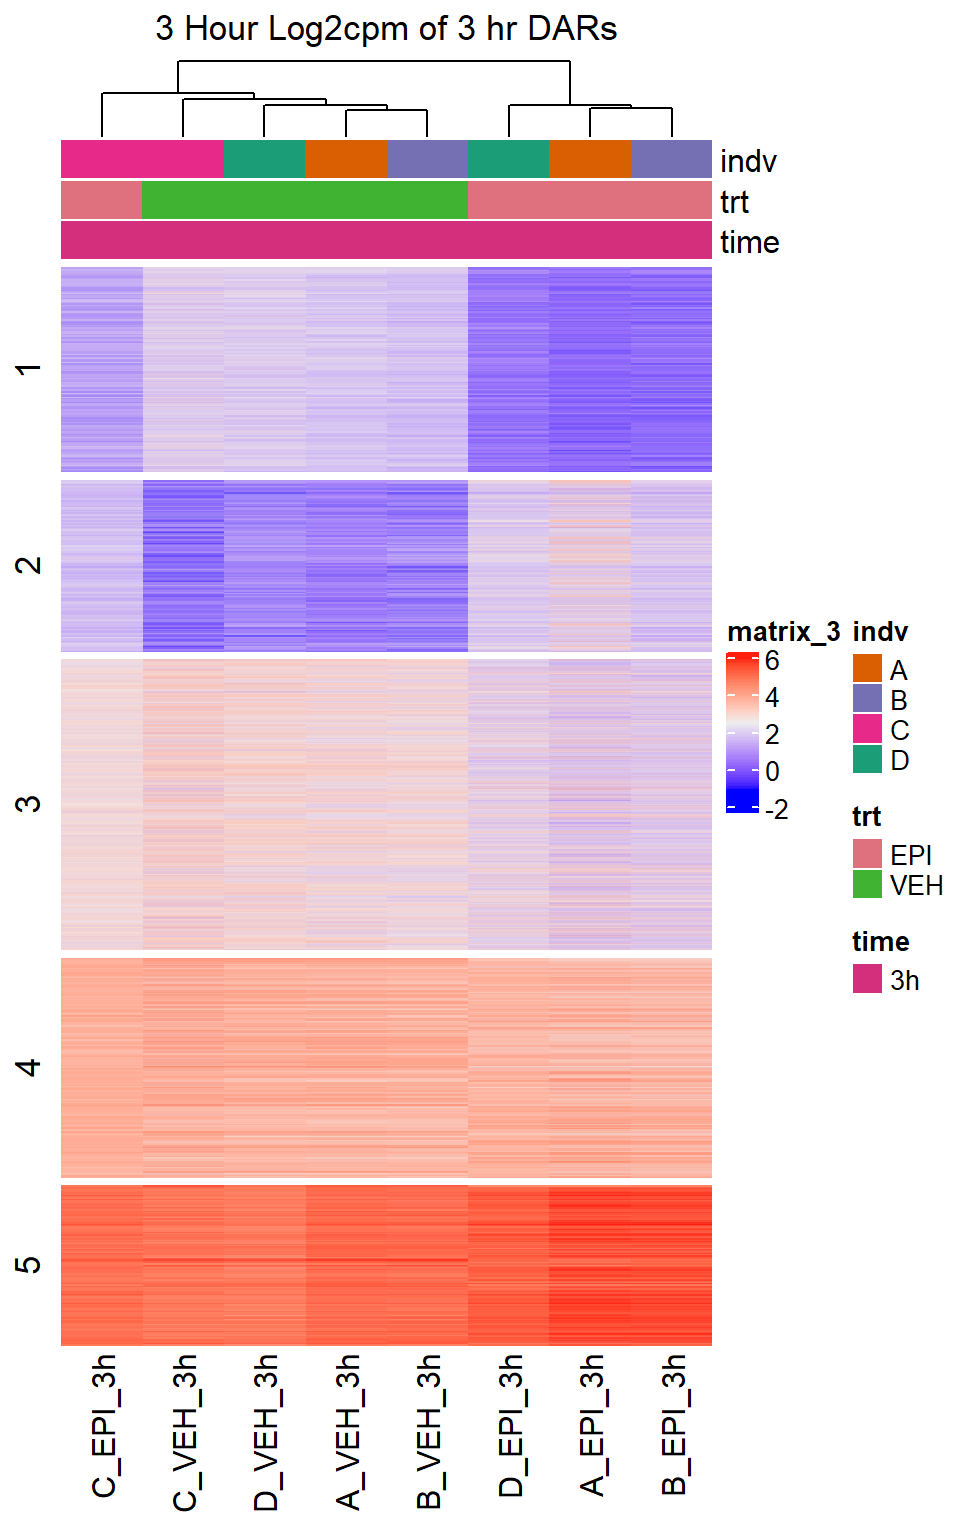 3 Hour Log2cpm of 3 hr DARs
indv
trt
time
1
2
3
4
5
matrix_3
6
4
2
0
-2
indv
A
B
C
D
trt
EPI
VEH
time
3h
C_EPI_3h
C_VEH_3h
D_VEH_3h
A_VEH_3h
B_VEH_3h
D_EPI_3h
A_EPI_3h
B_EPI_3h